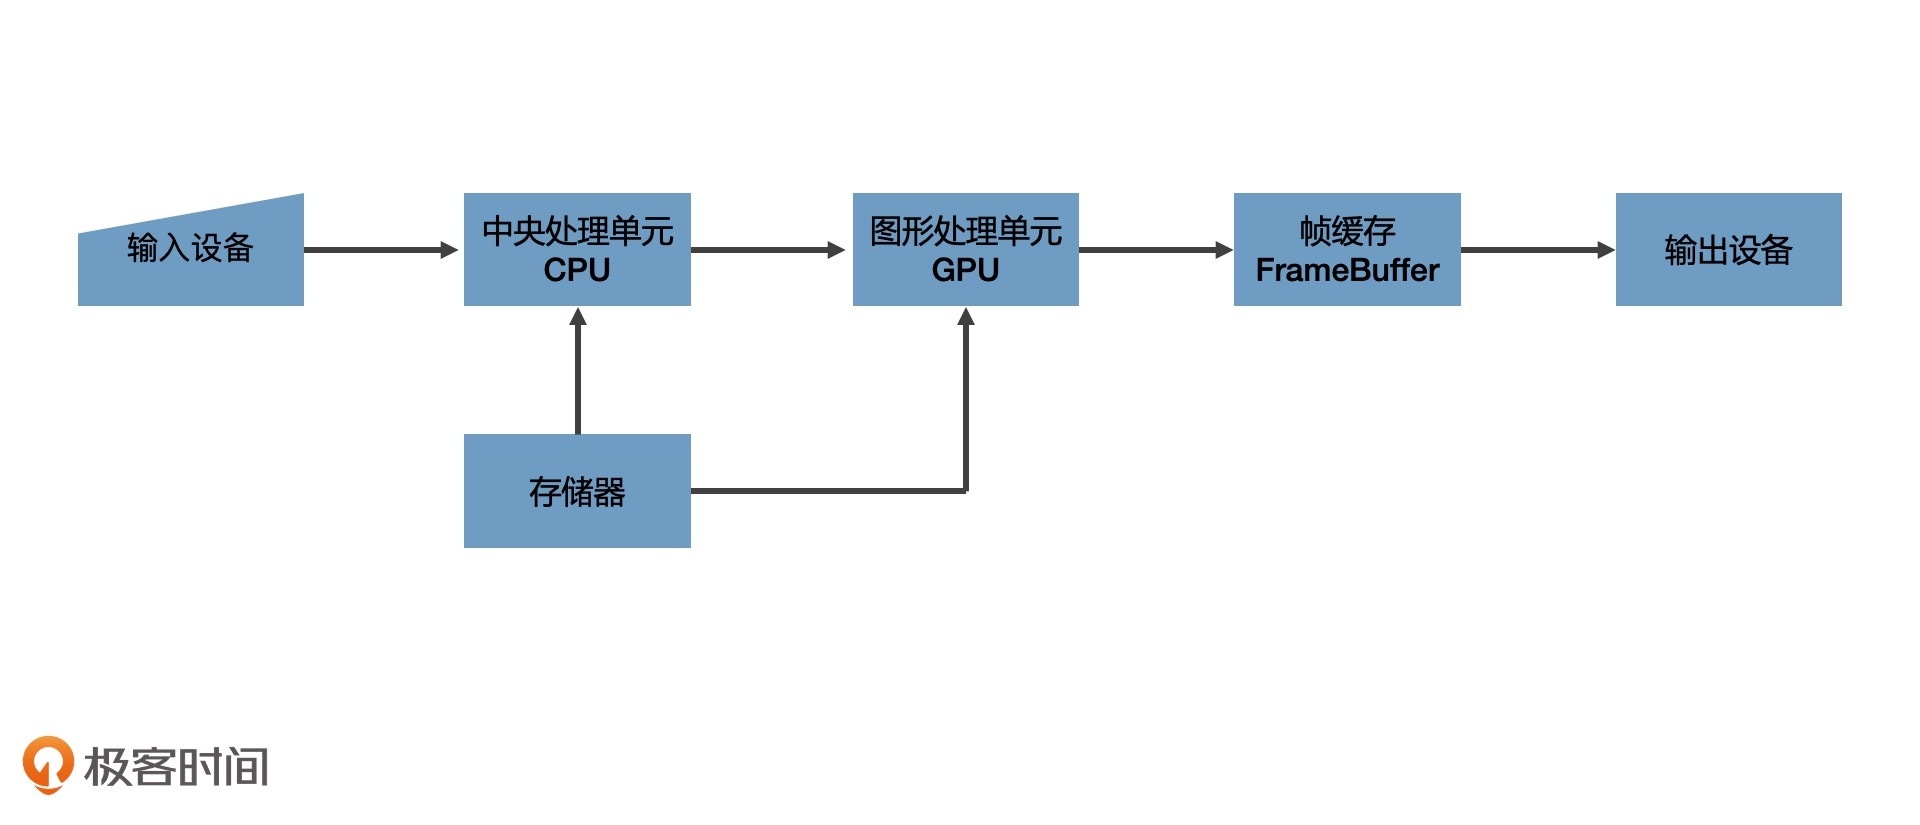 输入设备
中央处理单元
CPU
图形处理单元
GPU
帧缓存
FrameBuffer
输出设备
存储器
极客时间